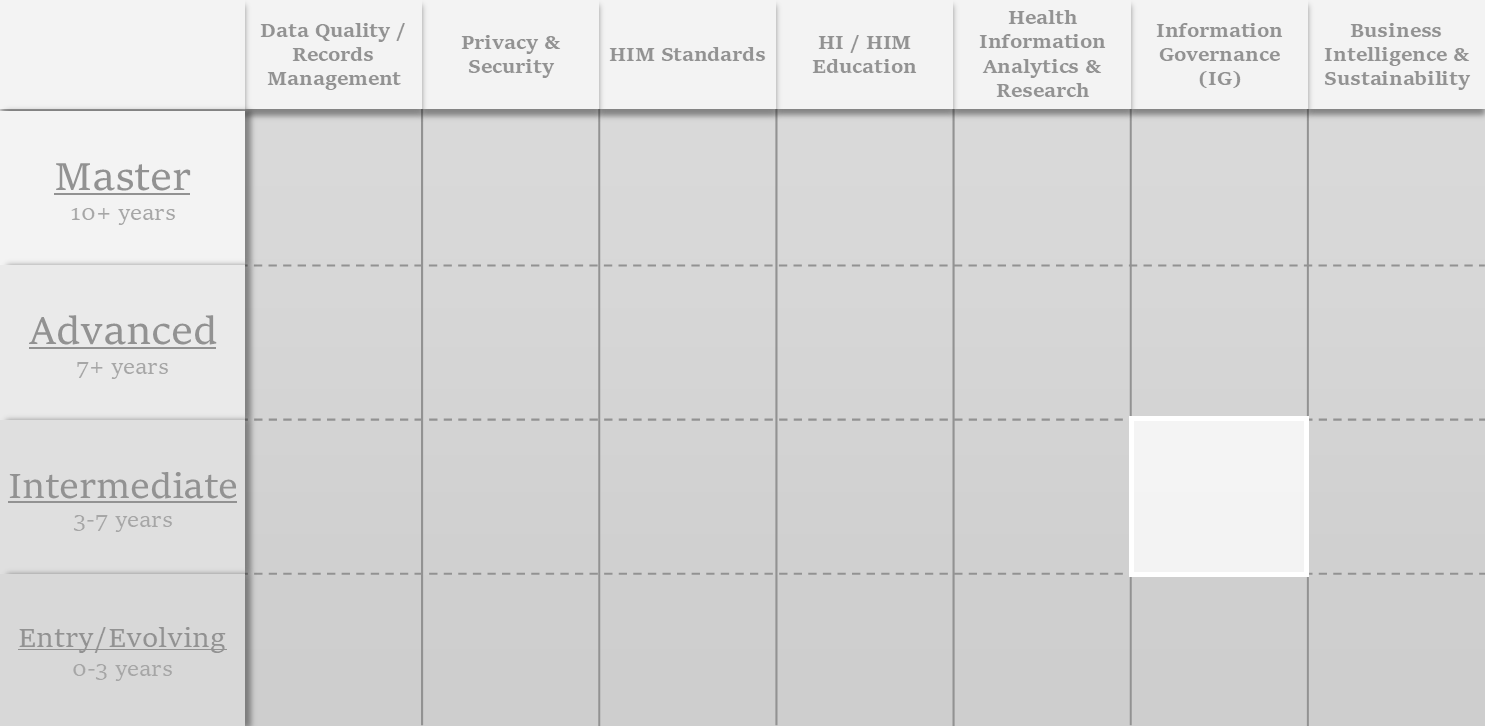 Data Quality /
Records
Management
Privacy &
Security
HIM Standards
HI / HIM
Education
Health
Information
Analytics &
Research
Information
Governance
(IG)
Business
Intelligence &
Sustainability
Master
10+ years
Advanced
7+ years
Intermediate
3-7 years
Entry/Evolving
0-3 years